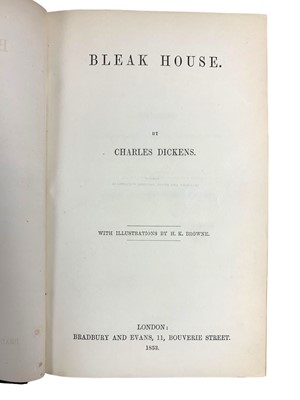 BLEAK HOUSE.
BY
CHARLES DICKENS.
WITH ILLUSTRATIONS BY H. K. BROWNE.
LONDON:
BRADBURY AND EVANS, 11, BOUVERIE STREET.
1853.